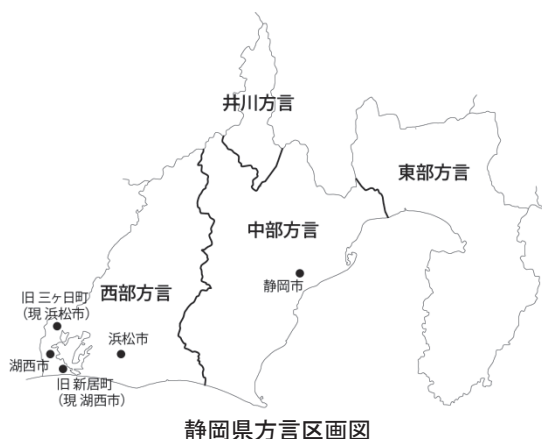 井川方言
東部方言
中部方言
静岡市
西部方言
旧 三ヶ日町
（現 浜松市）
浜松市
湖西市
旧 新居町
（現 湖西市）
静岡県方言区画図